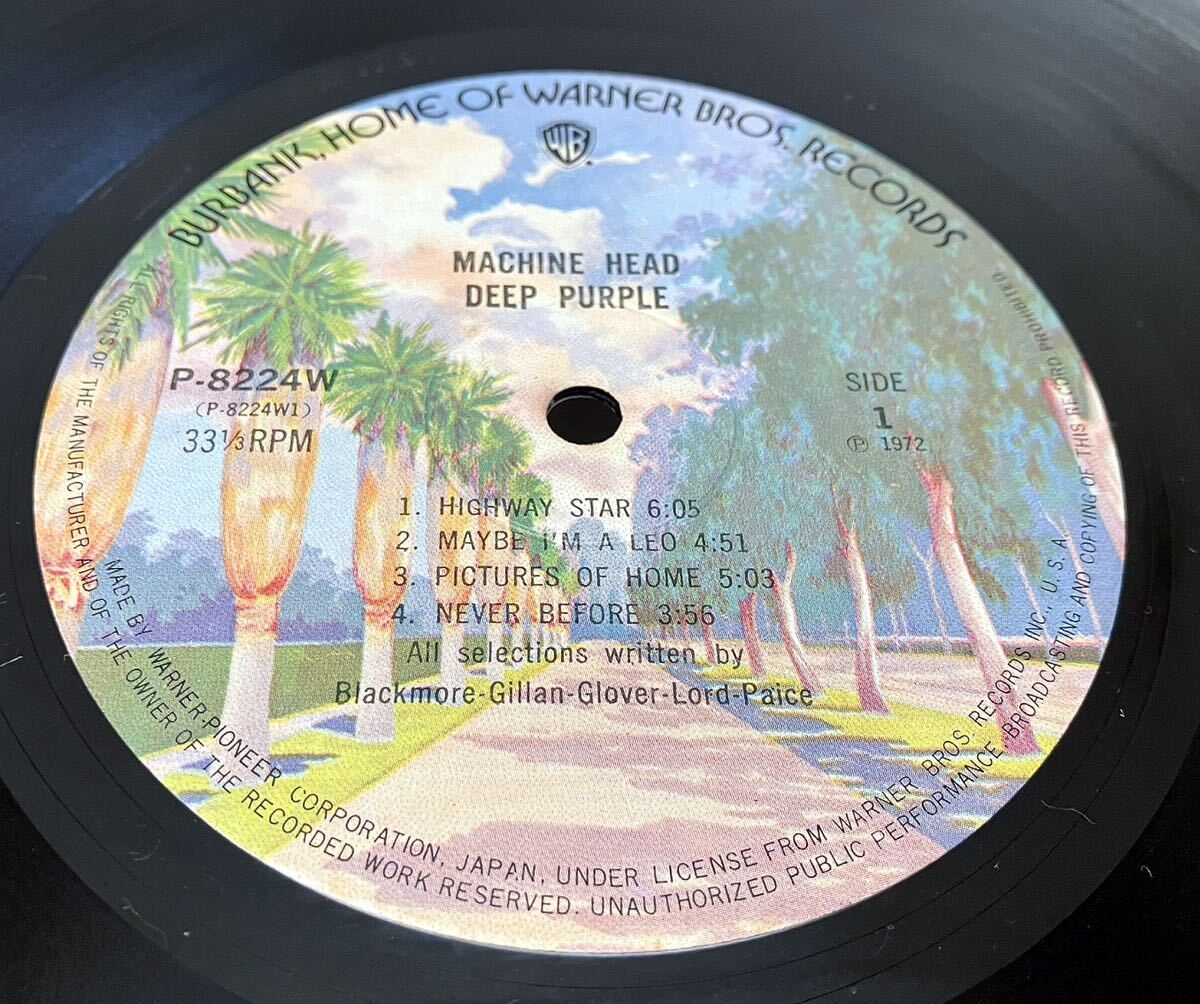 BURBANK, HOME OF WARNER BROS. RECORDS
WB
MACHINE HEAD
DEEP PURPLE
P-8224W
(P-8224W1)
33 1/3 RPM
SIDE
1
Ⓟ 1972
1. HIGHWAY STAR 6:05
2. MAYBE I'M A LEO 4:51
3. PICTURES OF HOME 5:03
4. NEVER BEFORE 3:56
All selections written by
Blackmore-Gillan-Glover-Lord-Paice
MADE BY WARNER-PIONEER CORPORATION, JAPAN, UNDER LICENSE FROM WARNER BROS. RECORDS INC., U.S.A.
ALL RIGHTS OF THE MANUFACTURER AND OF THE OWNER OF THE RECORDED WORK RESERVED. UNAUTHORIZED PUBLIC PERFORMANCE BROADCASTING AND COPYING OF THIS RECORD PROHIBITED